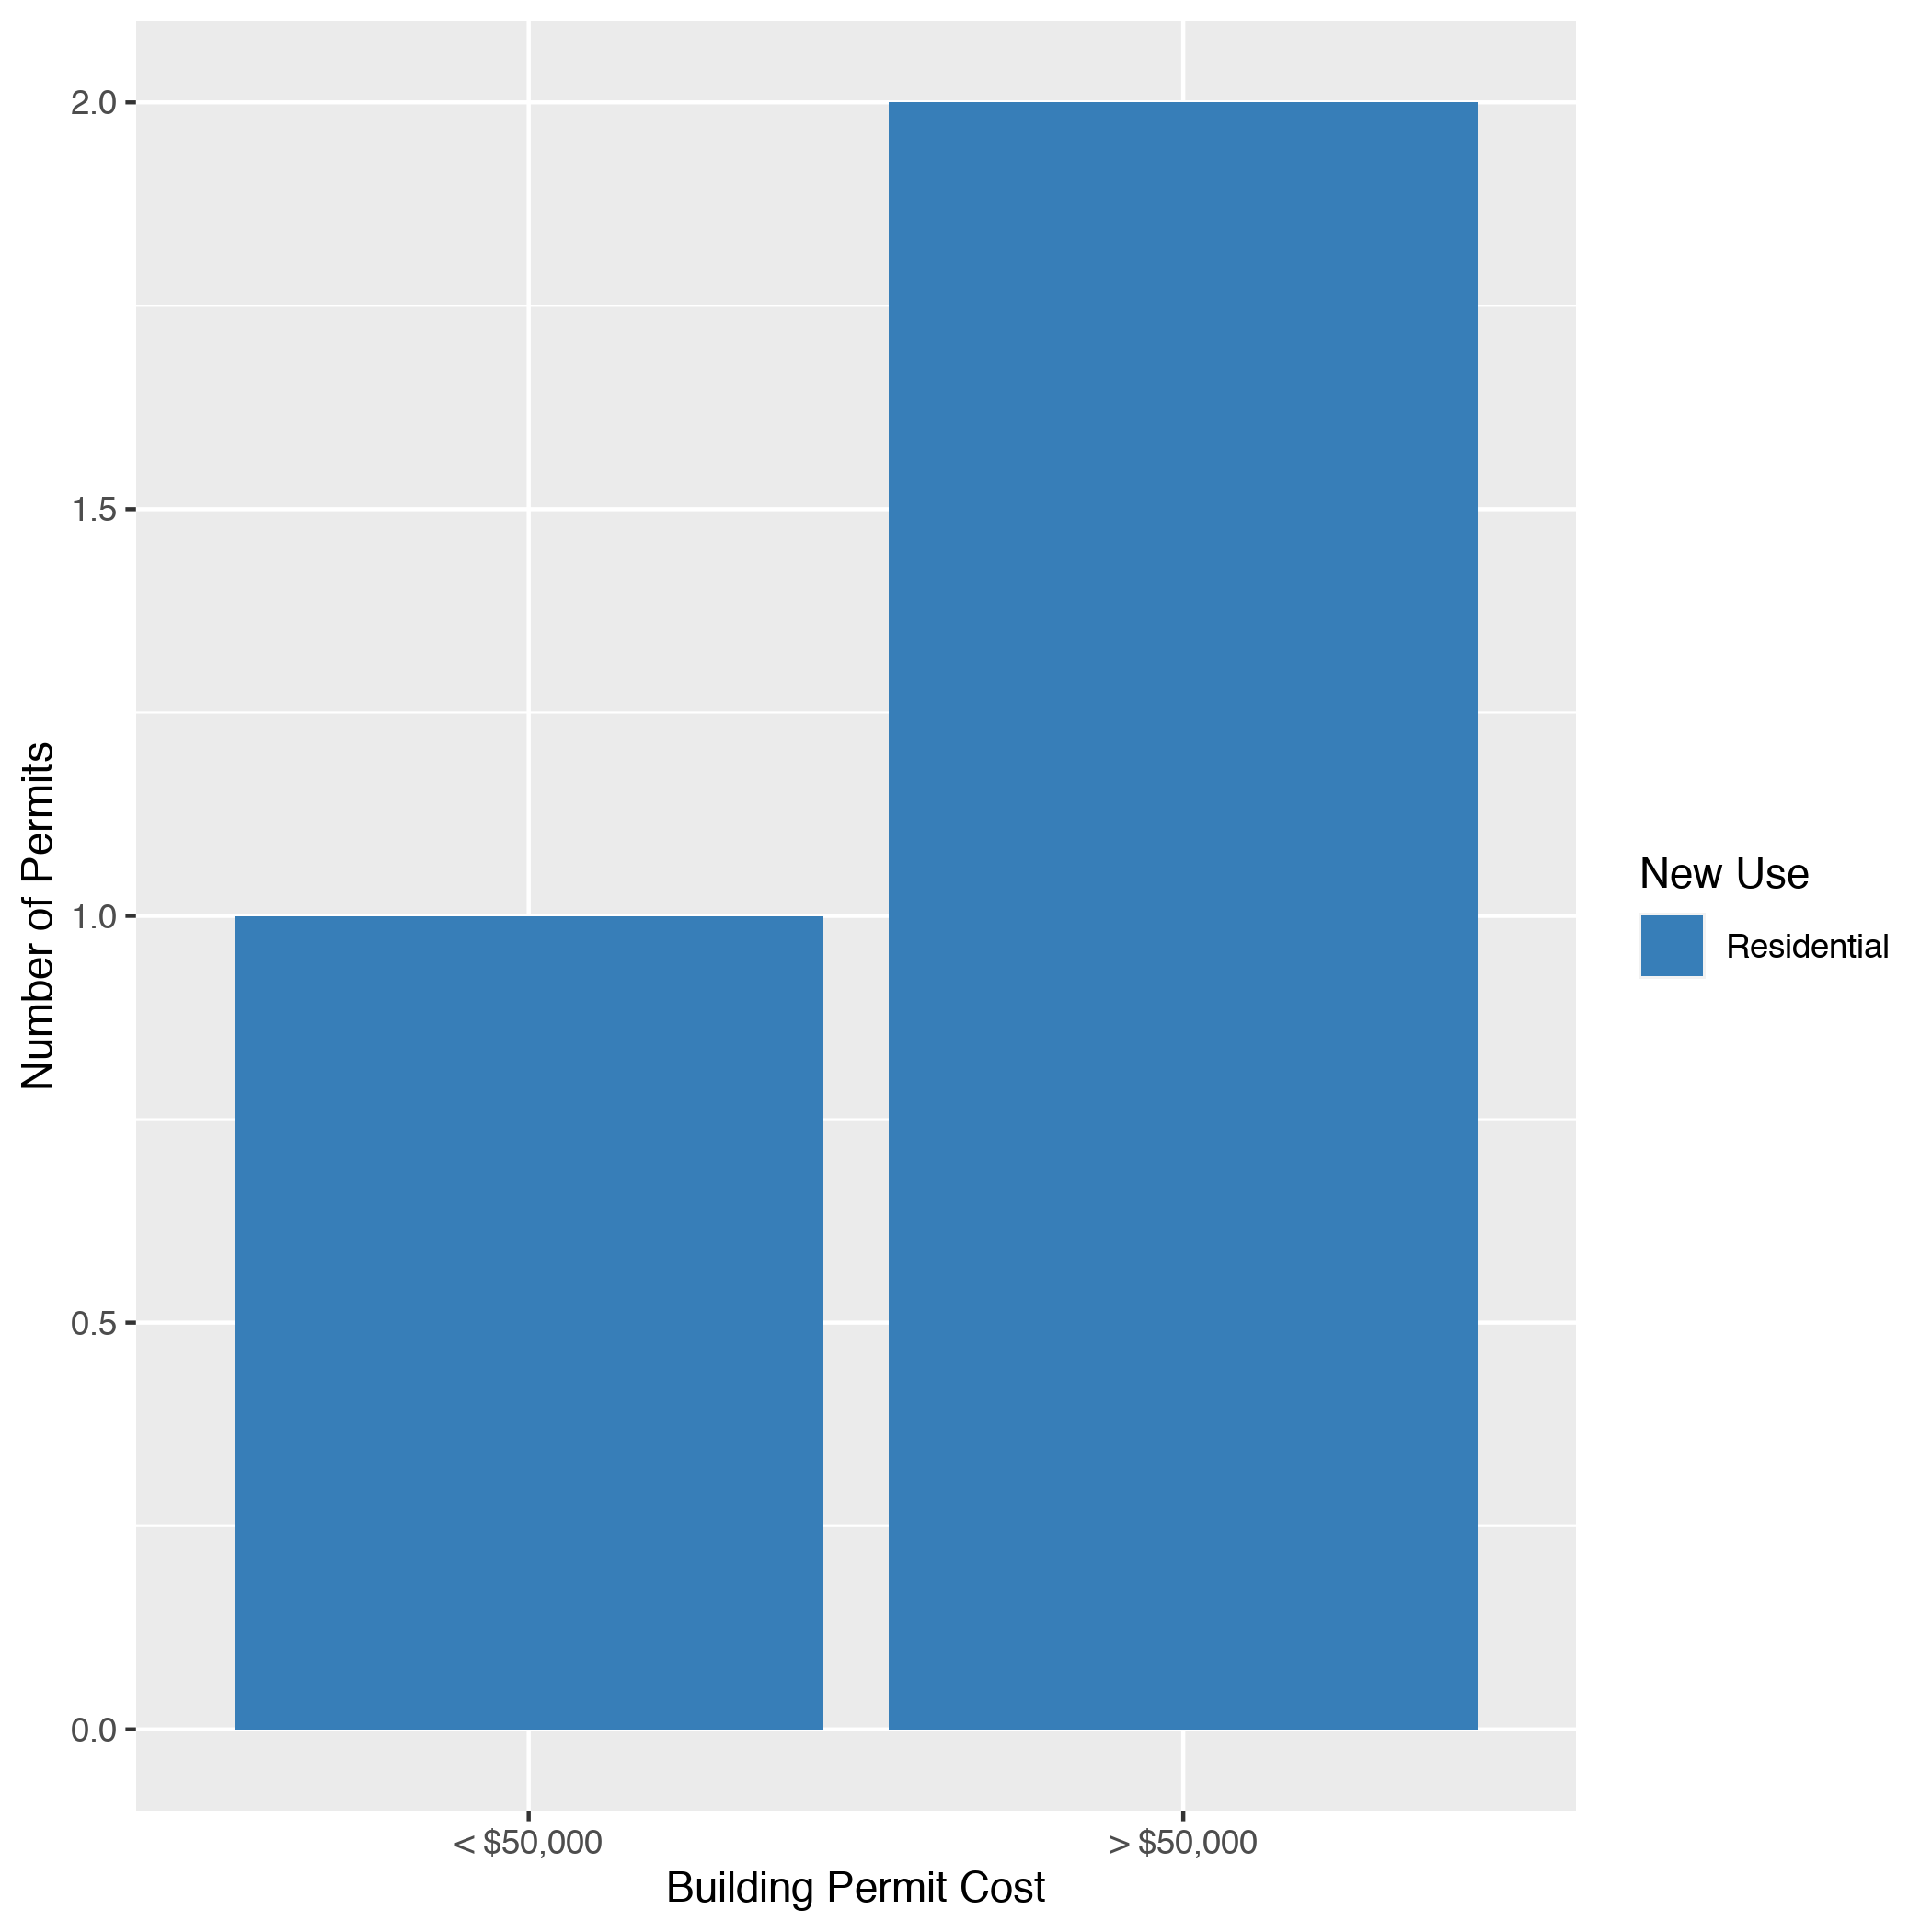 2.0
1.5
1.0
0.5
0.0
Number of Permits
< $50,000
> $50,000
Building Permit Cost
New Use
Residential